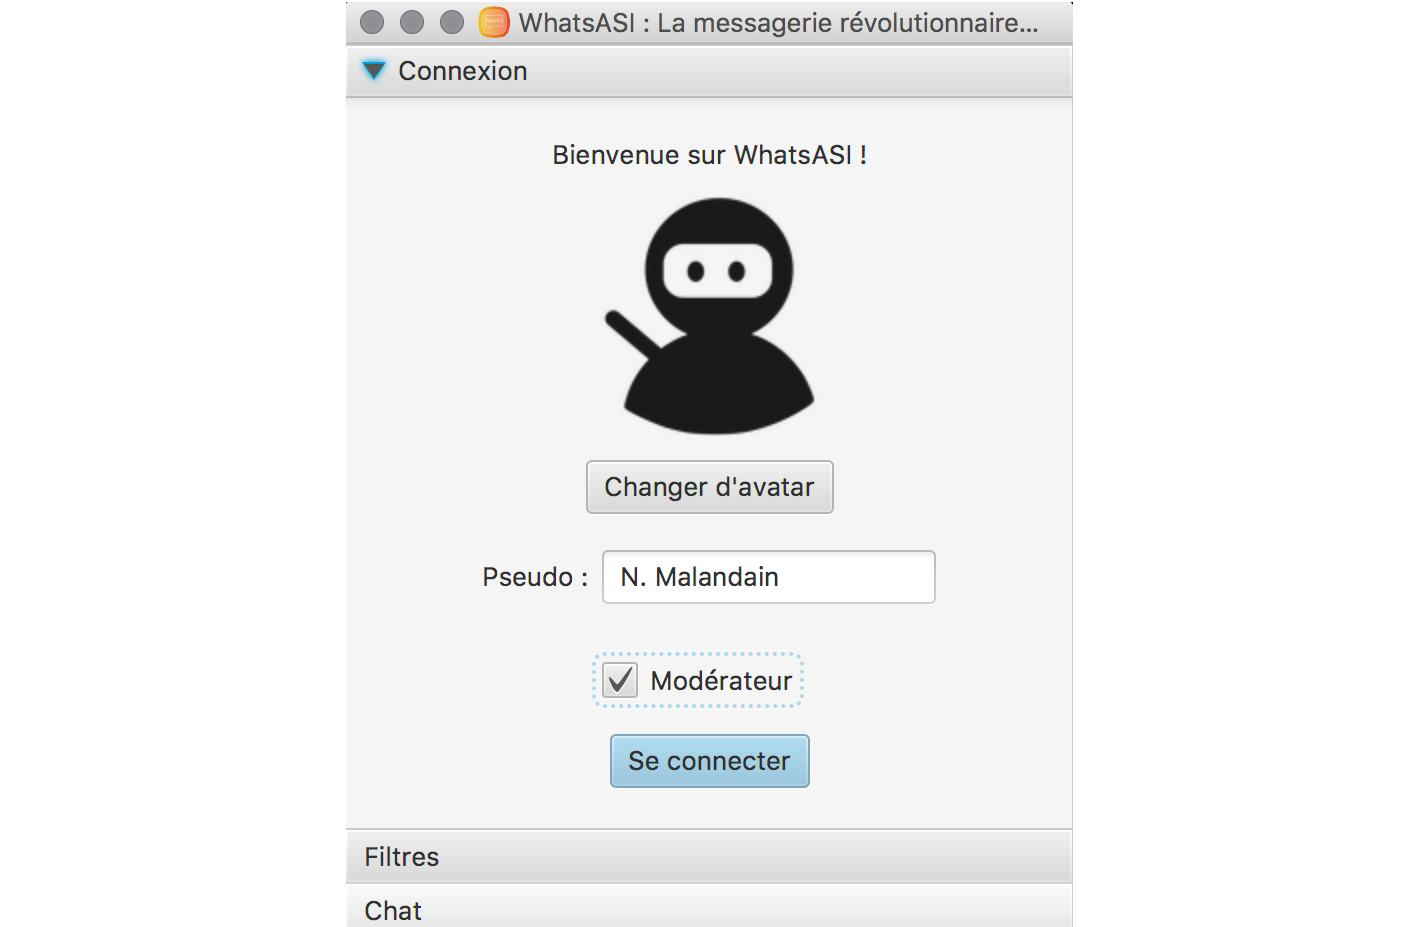 WhatsASI : La messagerie révolutionnaire...
Connexion
Bienvenue sur WhatsASI !
Changer d'avatar
Pseudo : N. Malandain
Modérateur
Se connecter
Filtres
Chat